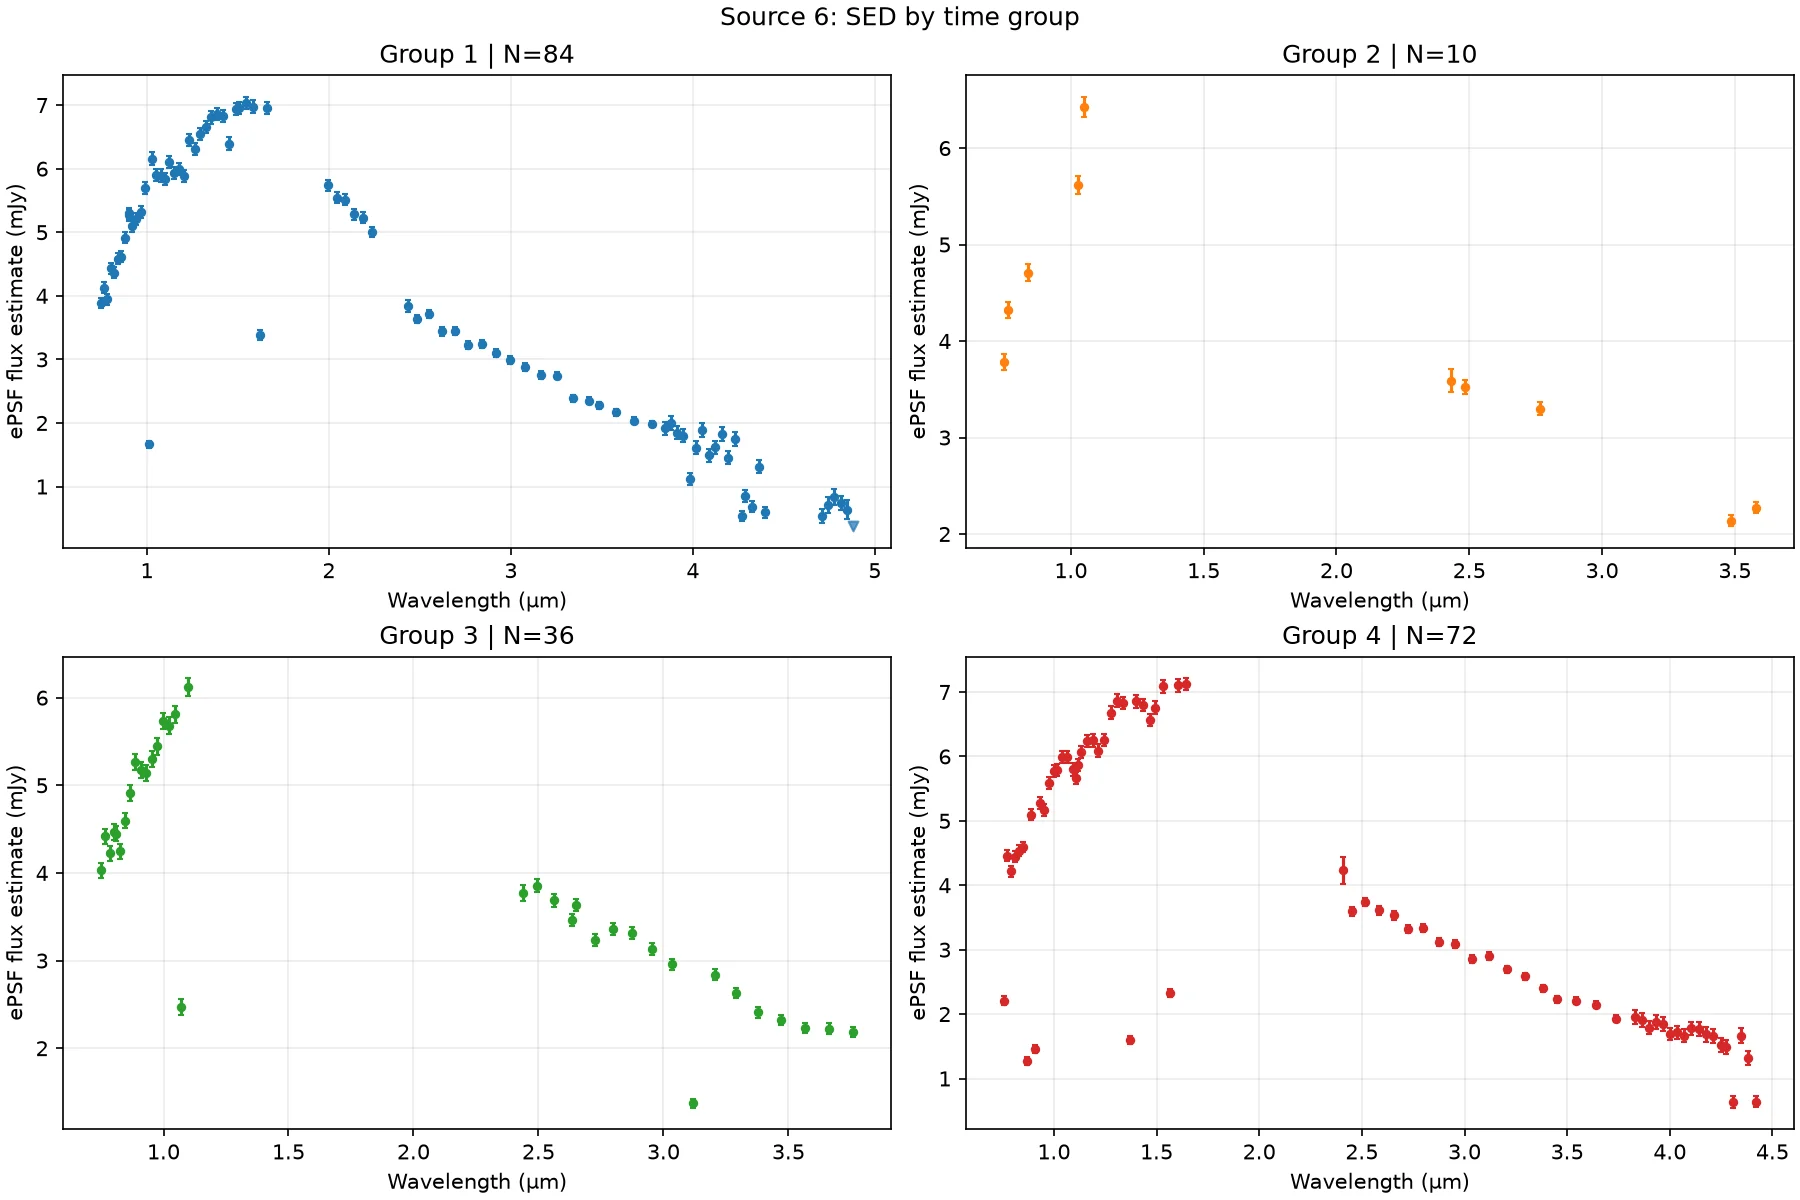 Source 6: SED by time group
Group 1 | N=84
ePSF flux estimate (mJy)
7
6
5
4
3
2
1
1 2 3 4 5
Wavelength (μm)
Group 2 | N=10
ePSF flux estimate (mJy)
6
5
4
3
2
1.0 1.5 2.0 2.5 3.0 3.5
Wavelength (μm)
Group 3 | N=36
ePSF flux estimate (mJy)
6
5
4
3
2
1.0 1.5 2.0 2.5 3.0 3.5
Wavelength (μm)
Group 4 | N=72
ePSF flux estimate (mJy)
7
6
5
4
3
2
1
1.0 1.5 2.0 2.5 3.0 3.5 4.0 4.5
Wavelength (μm)